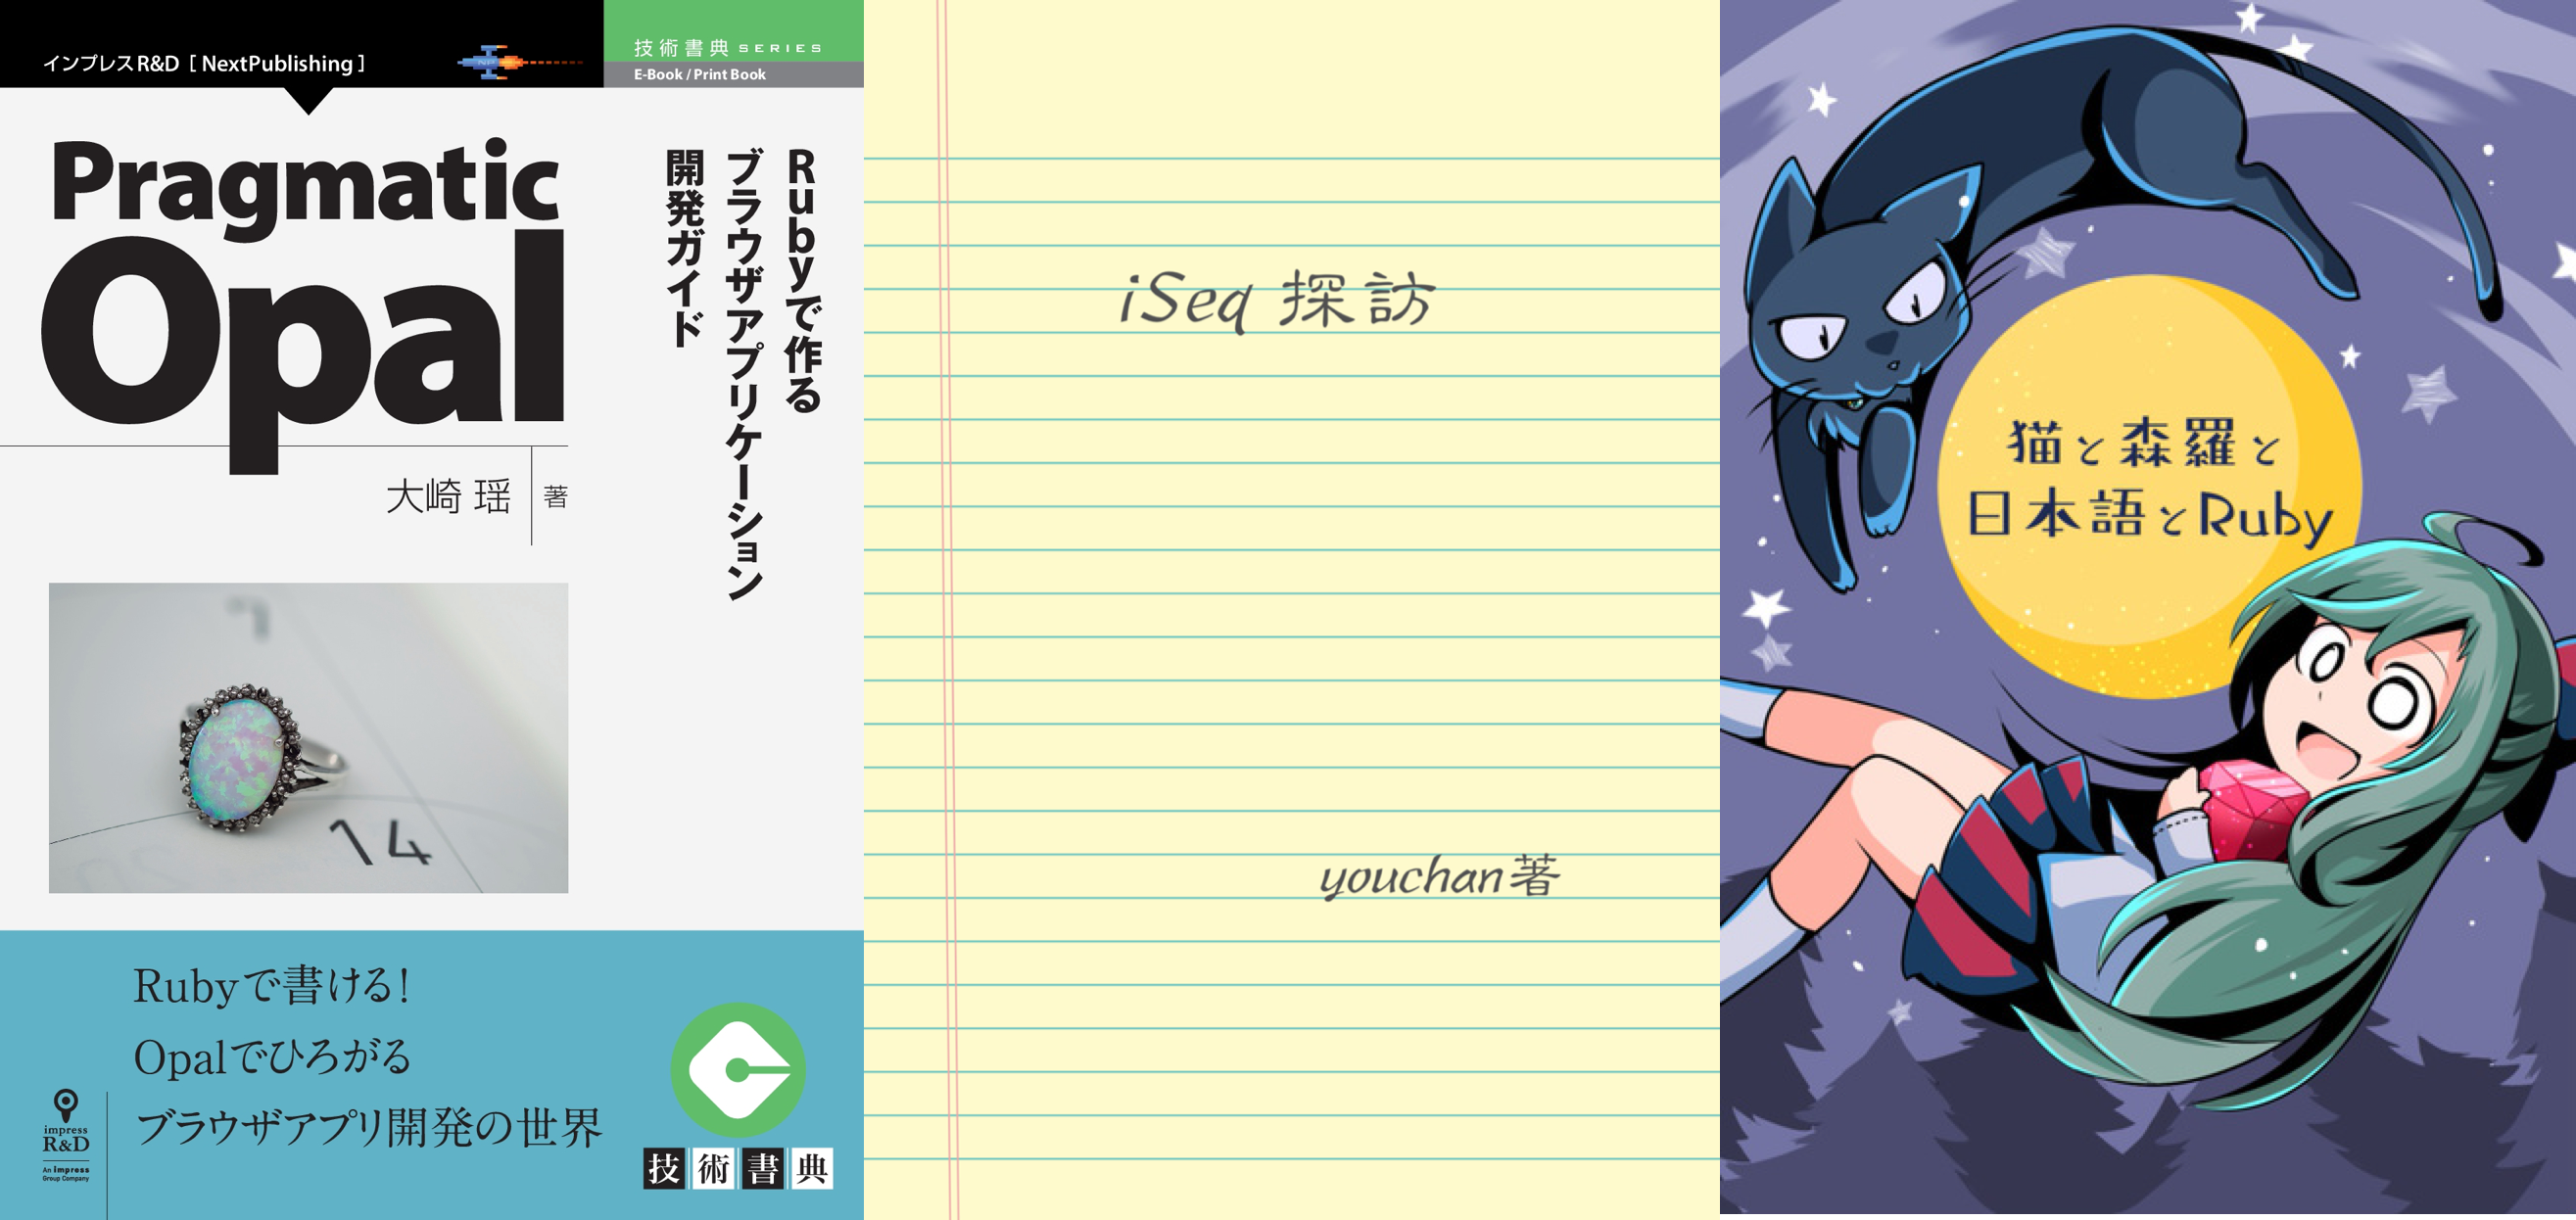 インプレスR&D [ NextPublishing ]
技術書典 SERIES
E-Book / Print Book
Pragmatic
Opal
Rubyで作る
ブラウザアプリケーション
開発ガイド
大崎 瑶 著
14
Rubyで書ける!
Opalでひろがる
ブラウザアプリ開発の世界
impress
R&D
An impress
Group Company
技術書典
iSeq 探訪
youchan著
猫と森羅と
日本語とRuby